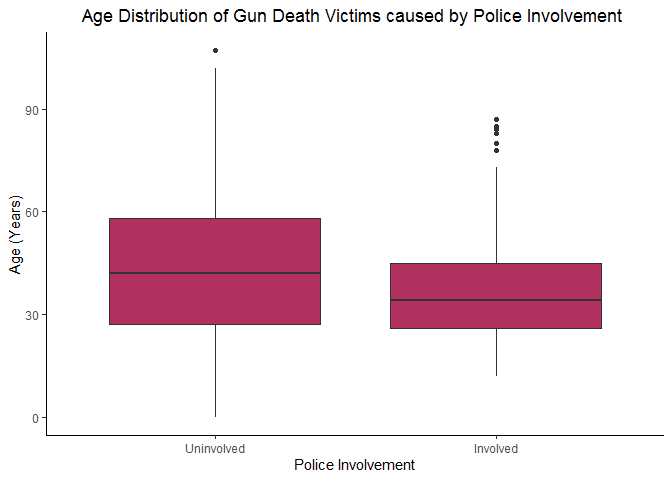 Age Distribution of Gun Death Victims caused by Police Involvement
Age (Years)
90
60
30
0
Uninvolved
Involved
Police Involvement